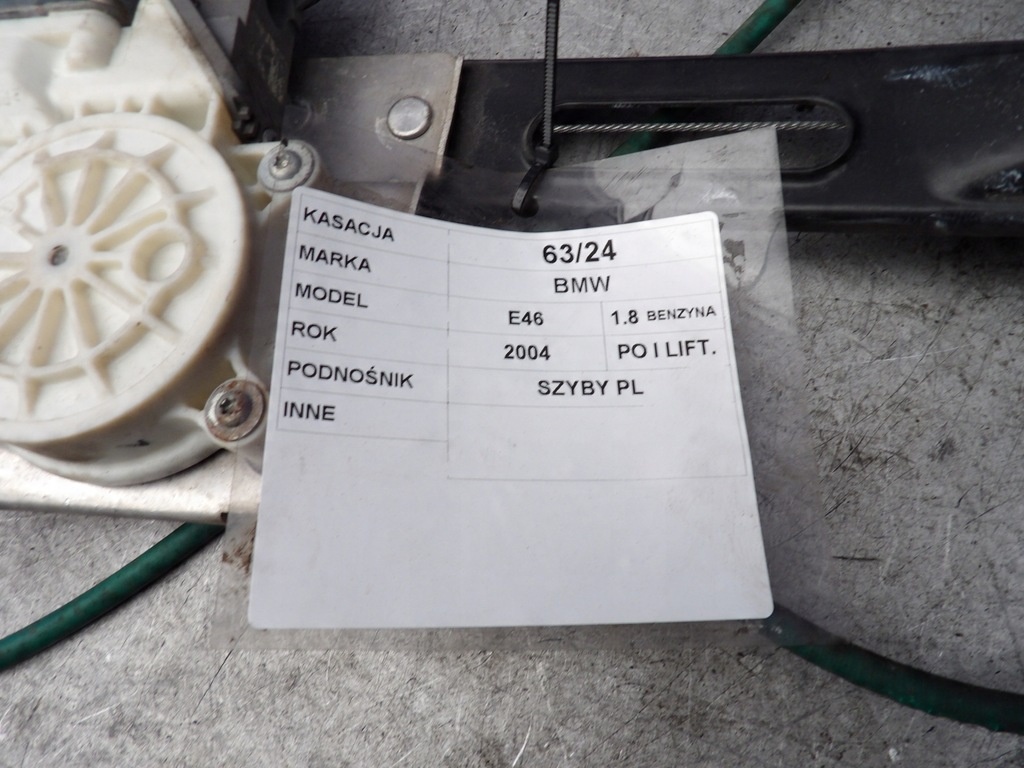 KASACJA 63/24
MARKA BMW
MODEL E46 1.8 BENZYNA
ROK 2004 PO I LIFT.
PODNOŚNIK SZYBY PL
INNE